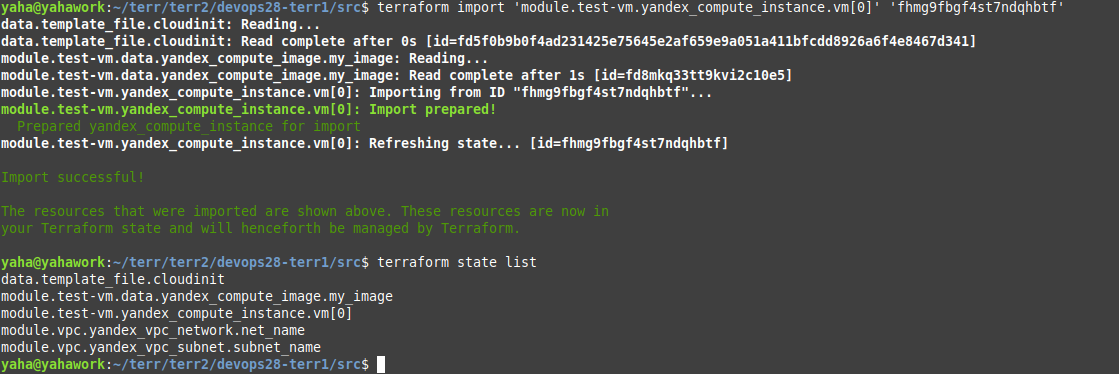 yaha@yahawork:~/terr/terr2/devops28-terr1/src$ terraform import 'module.test-vm.yandex_compute_instance.vm[0]' 'fhmg9fbgf4st7ndqhbtf'
data.template_file.cloudinit: Reading...
data.template_file.cloudinit: Read complete after 0s [id=fd5f0b9b0f4ad231425e75645e2af659e9a051a411bfcdd8926a6f4e8467d341]
module.test-vm.data.yandex_compute_image.my_image: Reading...
module.test-vm.data.yandex_compute_image.my_image: Read complete after 1s [id=fd8mkq33tt9kvi2c10e5]
module.test-vm.yandex_compute_instance.vm[0]: Importing from ID "fhmg9fbgf4st7ndqhbtf"...
module.test-vm.yandex_compute_instance.vm[0]: Import prepared!
  Prepared yandex_compute_instance for import
module.test-vm.yandex_compute_instance.vm[0]: Refreshing state... [id=fhmg9fbgf4st7ndqhbtf]
Import successful!
The resources that were imported are shown above. These resources are now in
your Terraform state and will henceforth be managed by Terraform.
yaha@yahawork:~/terr/terr2/devops28-terr1/src$ terraform state list
data.template_file.cloudinit
module.test-vm.data.yandex_compute_image.my_image
module.test-vm.yandex_compute_instance.vm[0]
module.vpc.yandex_vpc_network.net_name
module.vpc.yandex_vpc_subnet.subnet_name
yaha@yahawork:~/terr/terr2/devops28-terr1/src$